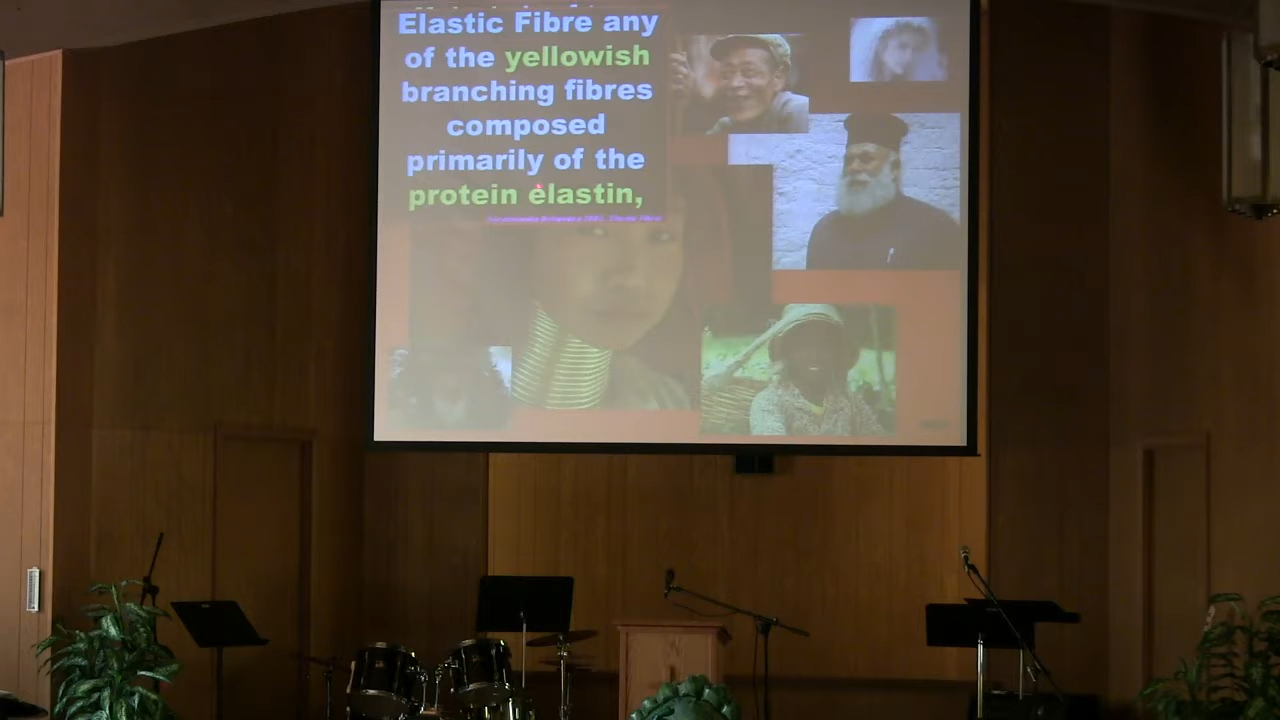 Elastic Fibre any
of the yellowish
branching fibres
composed
primarily of the
protein elastin,